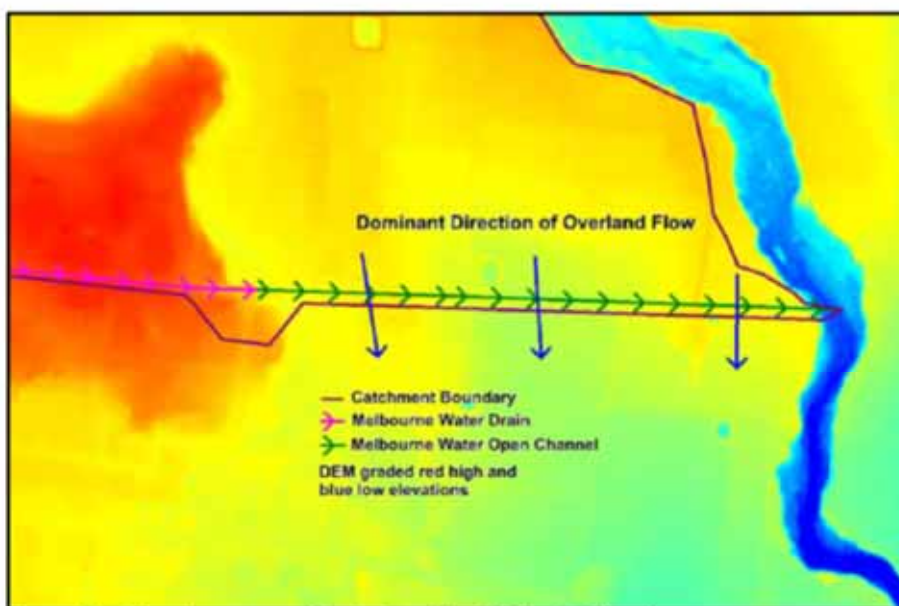 Dominant Direction of Overland Flow
Catchment Boundary
Melbourne Water Drain
Melbourne Water Open Channel
DEM graded red high and
blue low elevations